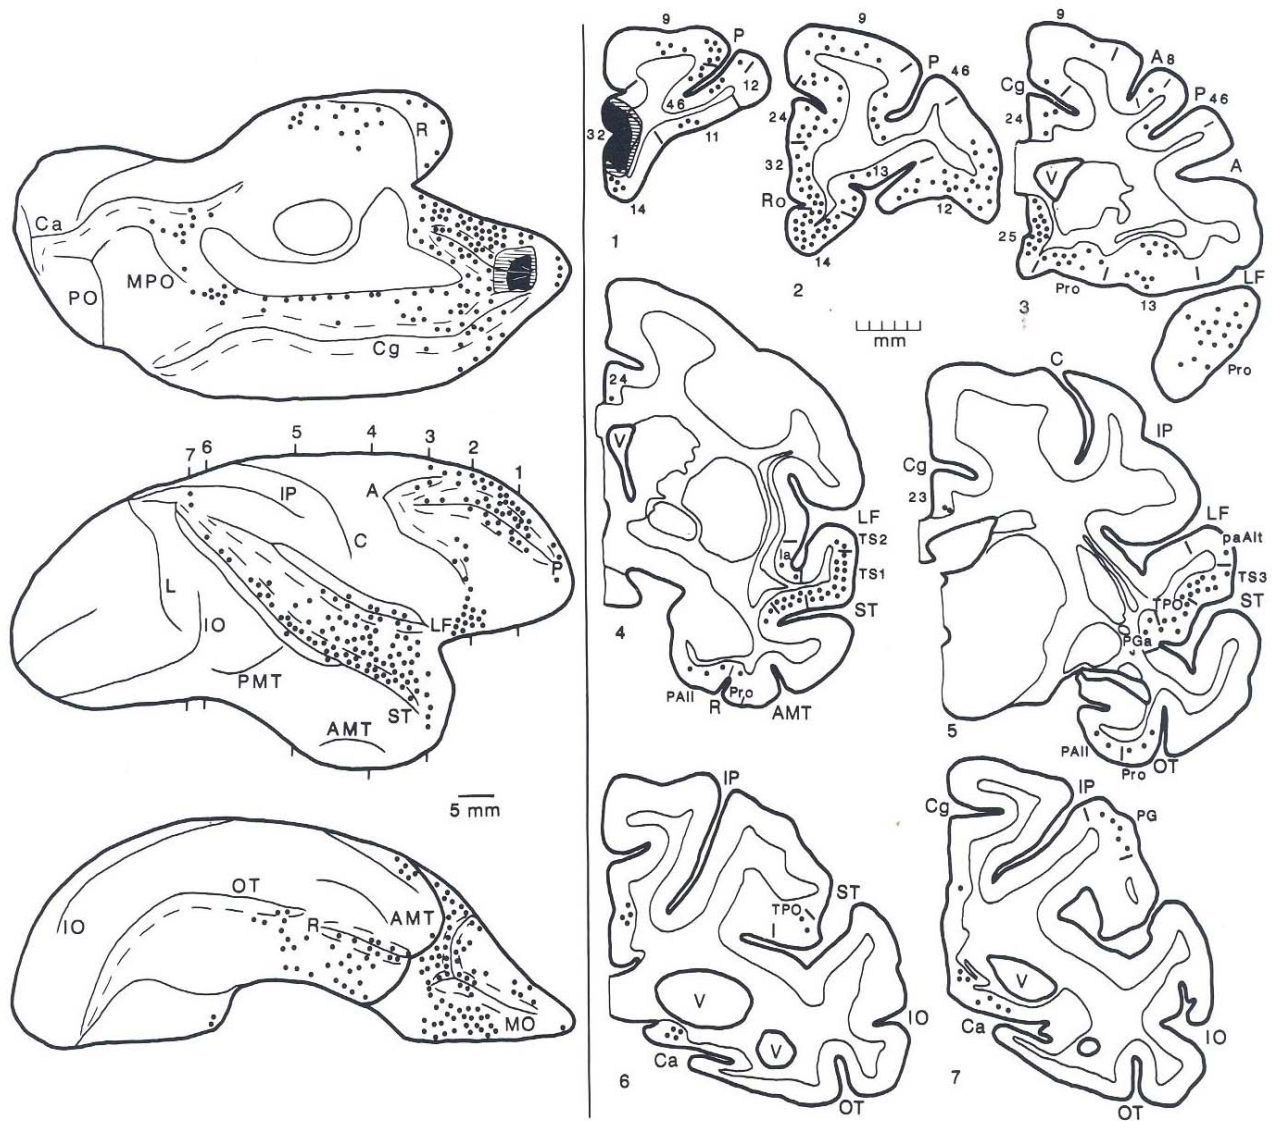 R
Ca
MPO
PO
Cg
7 6 5 4 3 2 1
IP
A
C
P
L
IO
LF
PMT
ST
AMT
5 mm
OT
R
AMT
IO
MO
9
P
46
12
32
11
14
1
9
P 46
24
32
13
Ro
12
14
2
mm
9
A8
Cg
P 46
24
V
A
25
LF
Pro
13
3
Pro
24
V
LF
Ia
TS2
TS1
ST
4
PAll
Pro
R
AMT
C
IP
Cg
23
LF
paAlt
TS3
TPO
ST
PGa
5
PAll
Pro
OT
IP
ST
TPO
V
IO
Ca
V
6
OT
Cg
IP
PG
V
Ca
IO
7
OT